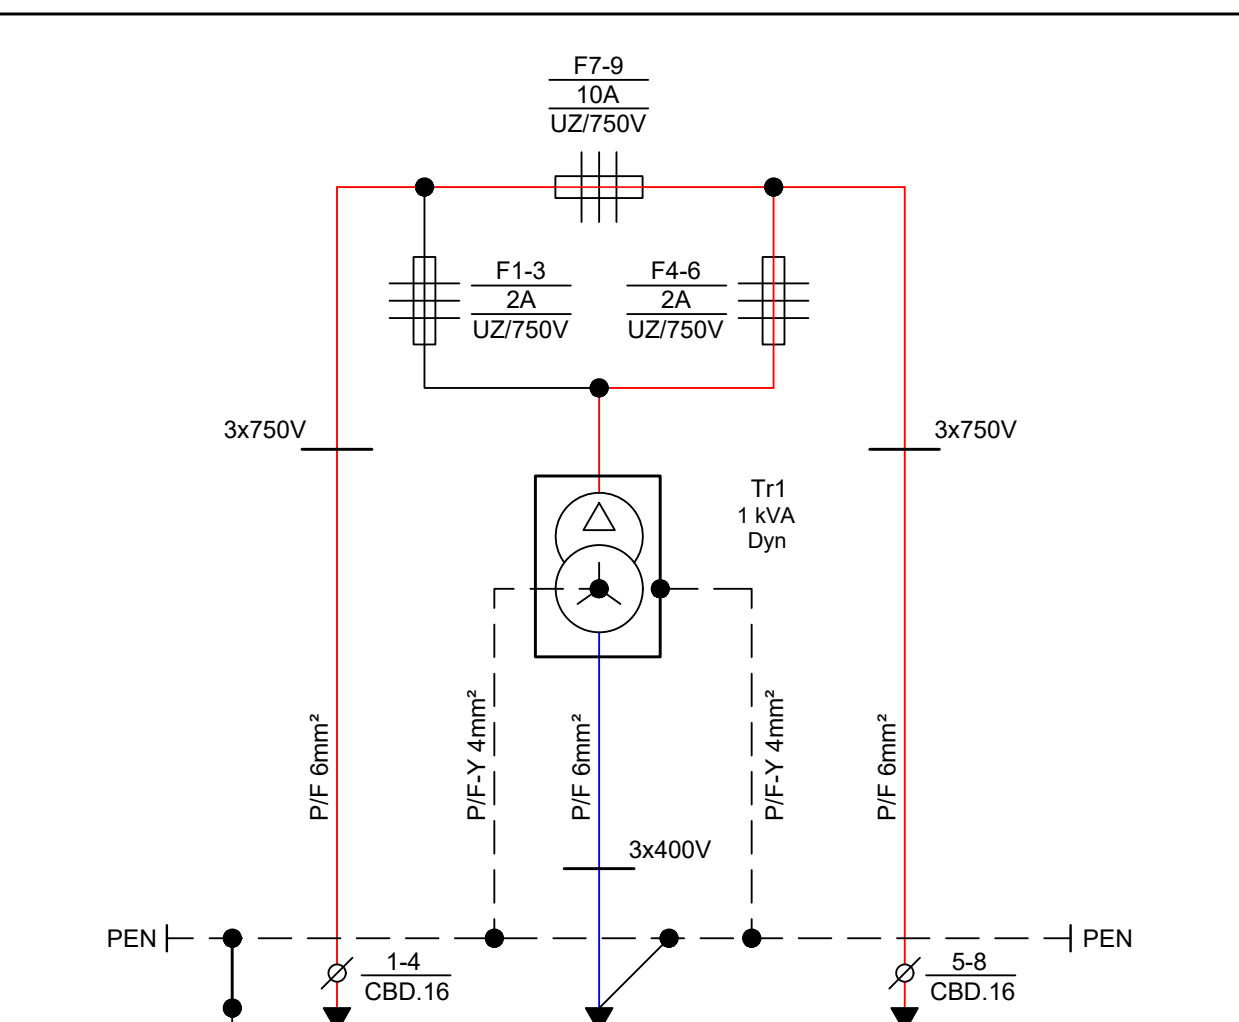 F7-9
10A
UZ/750V
F1-3
2A
UZ/750V
F4-6
2A
UZ/750V
3x750V
3x750V
Tr1
1 kVA
Dyn
P/F 6mm²
P/F-Y 4mm²
P/F 6mm²
P/F-Y 4mm²
P/F 6mm²
3x400V
PEN
PEN
1-4
CBD.16
5-8
CBD.16